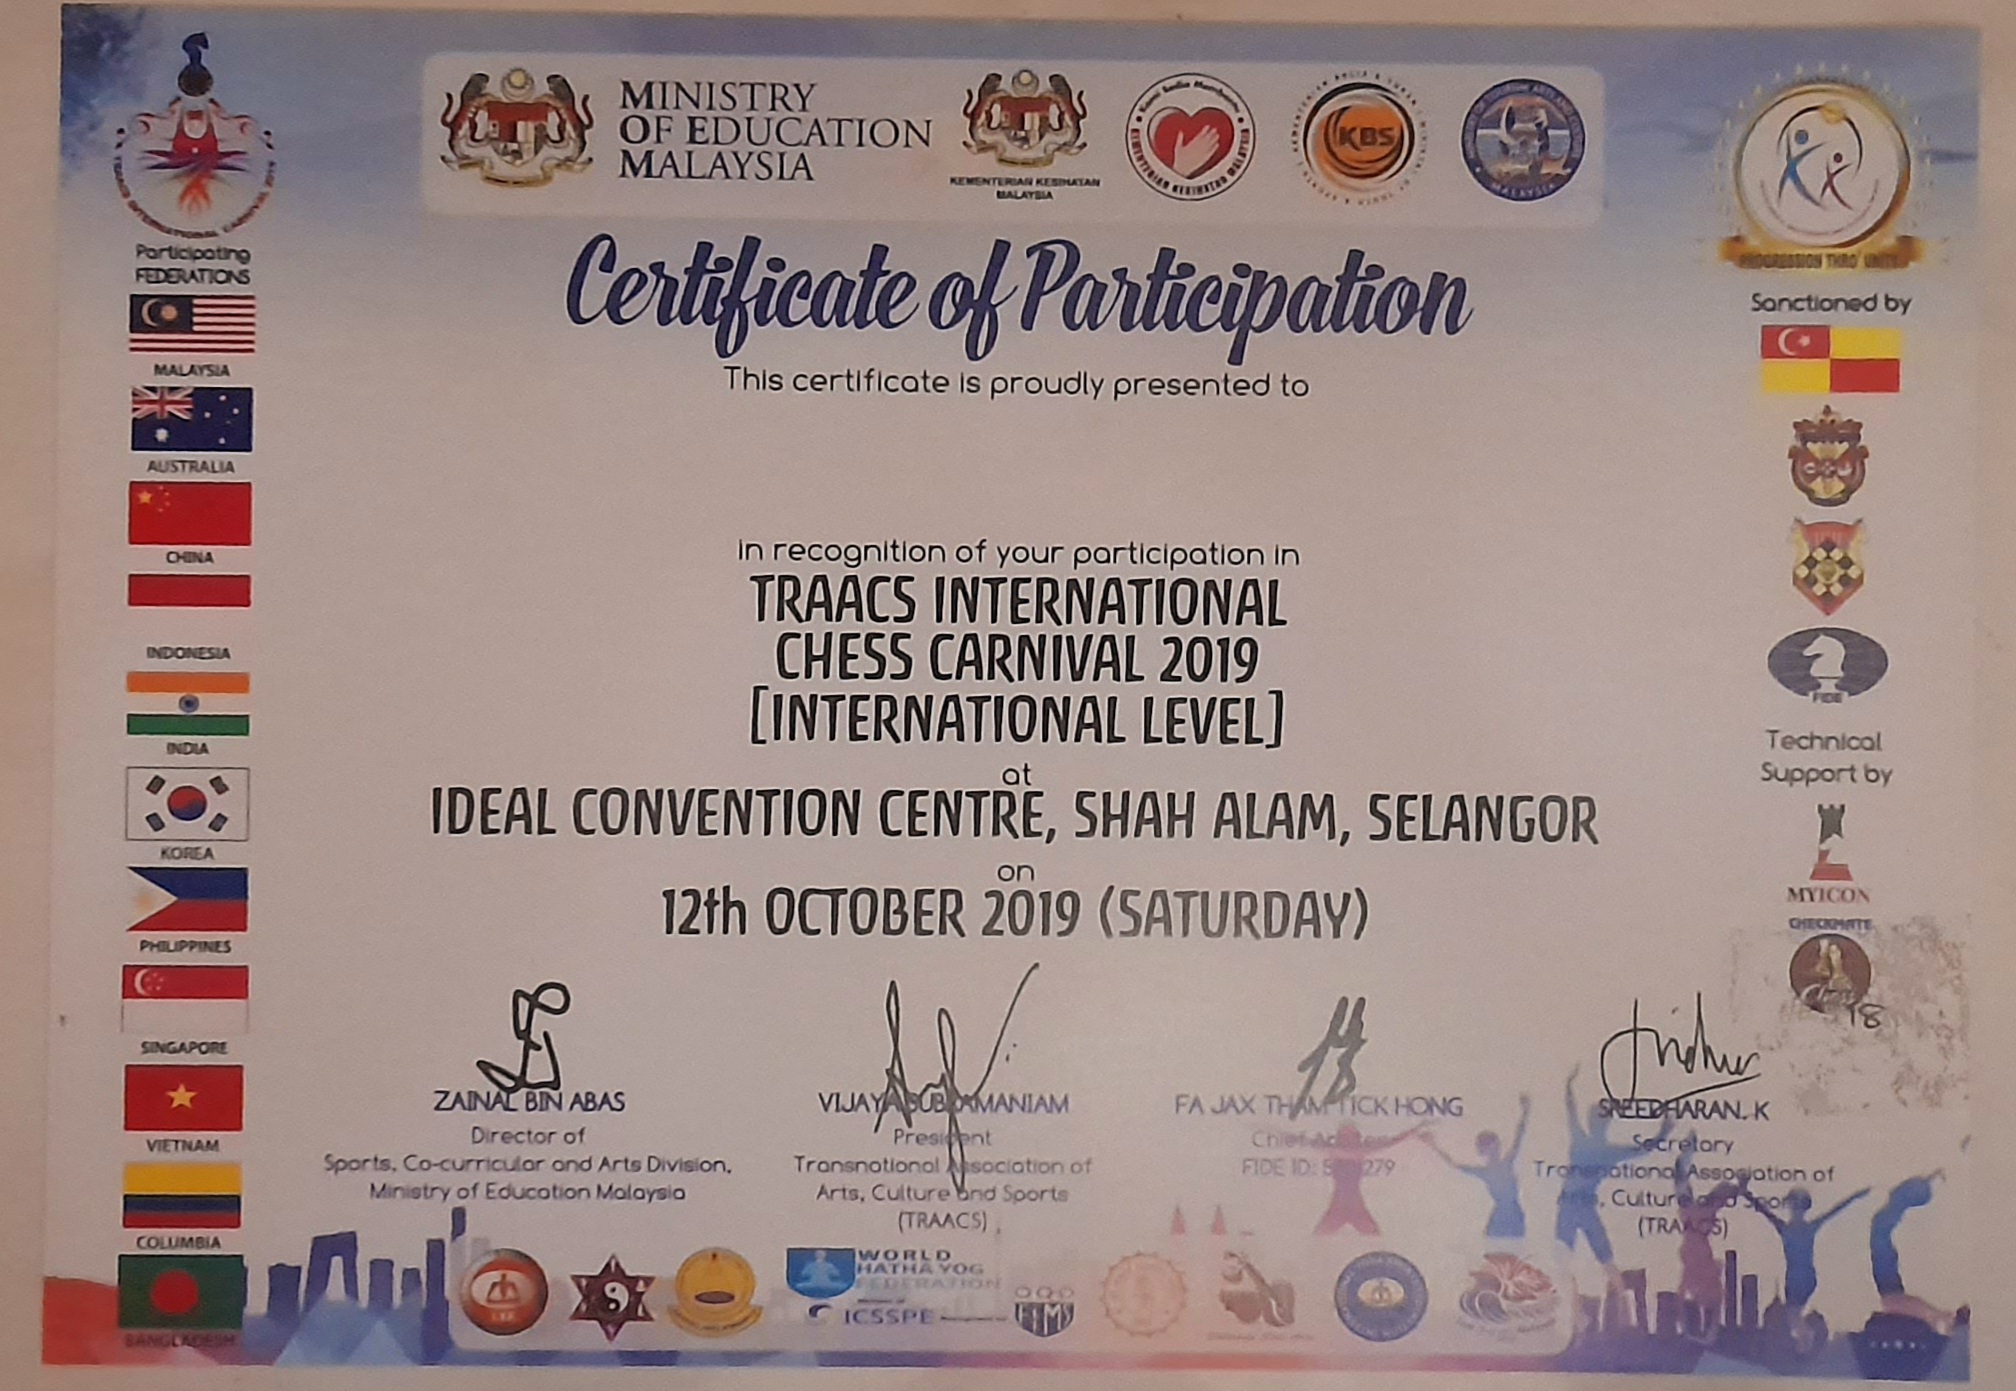 MINISTRY
OF EDUCATION
MALAYSIA
KEMENTERIAN KESIHATAN
MALAYSIA
KBS
MALAYSIA
Participating
FEDERATIONS
MALAYSIA
AUSTRALIA
CHINA
INDONESIA
INDIA
KOREA
PHILIPPINES
SINGAPORE
VIETNAM
COLUMBIA
BANGLADESH
Certificate of Participation
This certificate is proudly presented to
in recognition of your participation in
TRAACS INTERNATIONAL
CHESS CARNIVAL 2019
[INTERNATIONAL LEVEL]
at
IDEAL CONVENTION CENTRE, SHAH ALAM, SELANGOR
on
12th OCTOBER 2019 (SATURDAY)
PROGRESSION THRO' UNITY
Sanctioned by
FIDE
Technical
Support by
MYICON
CHECKMATE
ZAINAL BIN ABAS
Director of
Sports, Co-curricular and Arts Division,
Ministry of Education Malaysia
VIJAYA SUBRAMANIAM
President
Transnational Association of
Arts, Culture and Sports
(TRAACS)
FA JAX THAM TICK HONG
Chief Arbiter
FIDE ID:
SREEDHARAN. K
Secretary
Transnational Association of
Arts, Culture and Sports
(TRAACS)
WORLD
HATHA YOG
FEDERATION
ICSSPE